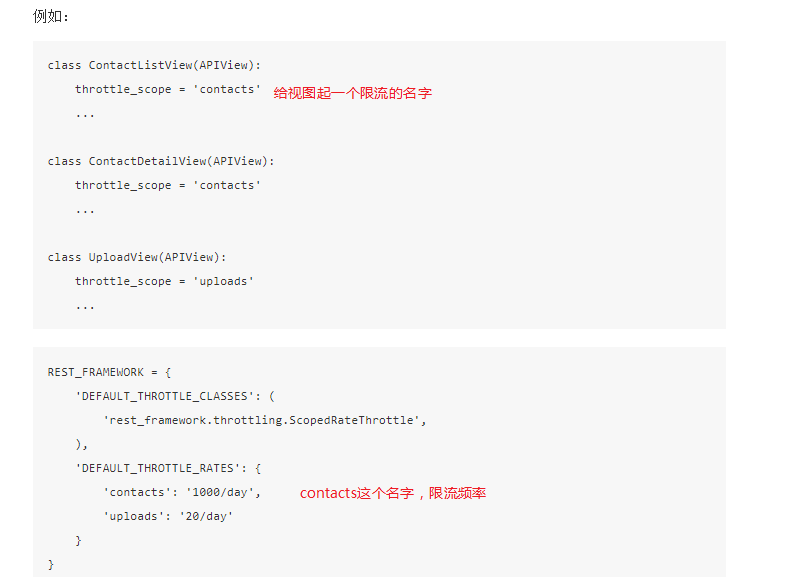 例如：
class ContactListView(APIView):
    throttle_scope = 'contacts' 给视图起一个限流的名字
    ...
class ContactDetailView(APIView):
    throttle_scope = 'contacts'
    ...
class UploadView(APIView):
    throttle_scope = 'uploads'
    ...
REST_FRAMEWORK = {
    'DEFAULT_THROTTLE_CLASSES': (
        'rest_framework.throttling.ScopedRateThrottle',
    ),
    'DEFAULT_THROTTLE_RATES': {
        'contacts': '1000/day', contacts这个名字，限流频率
        'uploads': '20/day'
    }
}